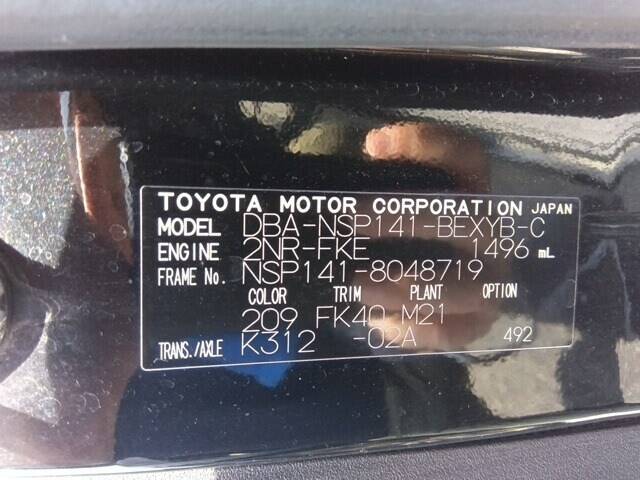 TOYOTA MOTOR CORPORATION JAPAN
MODEL DBA-NSP141-BEXYB-C
ENGINE 2NR-FKE 1496 mL
FRAME No. NSP141-8048719
COLOR TRIM PLANT OPTION
209 FK40 M21
TRANS./AXLE K312 -02A 492